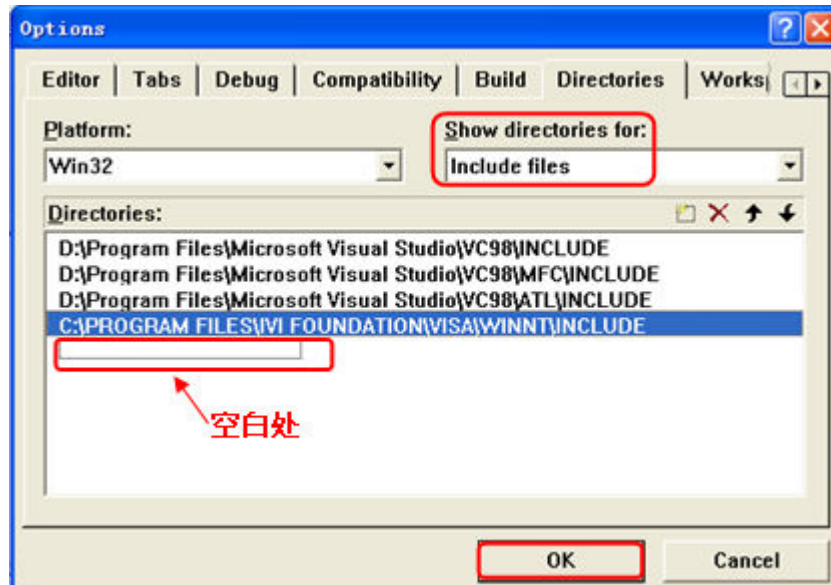 Options
Editor Tabs Debug Compatibility Build Directories Works
Platform: Show directories for:
Win32 Include files
Directories:
D:\Program Files\Microsoft Visual Studio\VC98\INCLUDE
D:\Program Files\Microsoft Visual Studio\VC98\MFC\INCLUDE
D:\Program Files\Microsoft Visual Studio\VC98\ATL\INCLUDE
C:\PROGRAM FILES\IVI FOUNDATION\VISA\WINNT\INCLUDE
空白处
OK Cancel